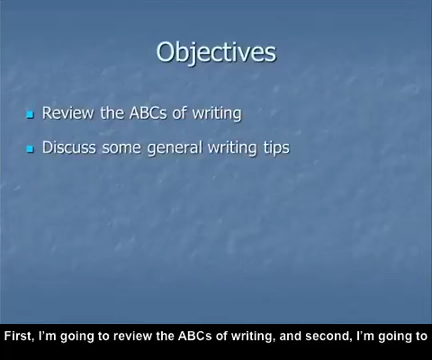 Objectives
Review the ABCs of writing
Discuss some general writing tips
First, I'm going to review the ABCs of writing, and second, I'm going to